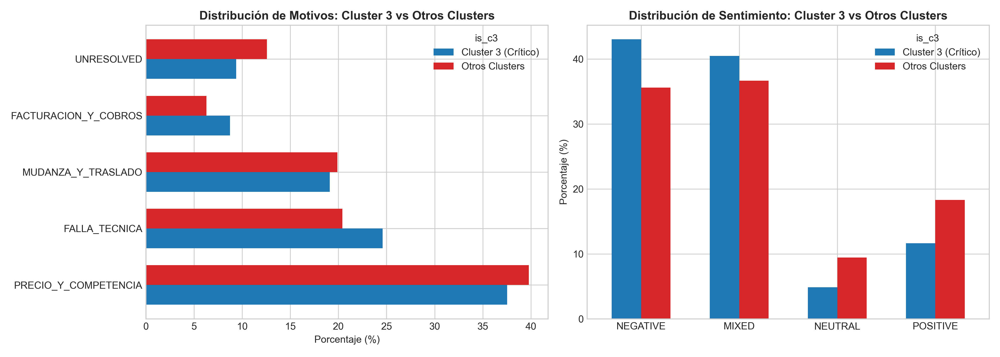 Distribución de Motivos: Cluster 3 vs Otros Clusters
is_c3
Cluster 3 (Crítico)
Otros Clusters
UNRESOLVED
FACTURACION_Y_COBROS
MUDANZA_Y_TRASLADO
FALLA_TECNICA
PRECIO_Y_COMPETENCIA
0 5 10 15 20 25 30 35 40
Porcentaje (%)
Distribución de Sentimiento: Cluster 3 vs Otros Clusters
is_c3
Cluster 3 (Crítico)
Otros Clusters
Porcentaje (%)
40
30
20
10
0
NEGATIVE MIXED NEUTRAL POSITIVE